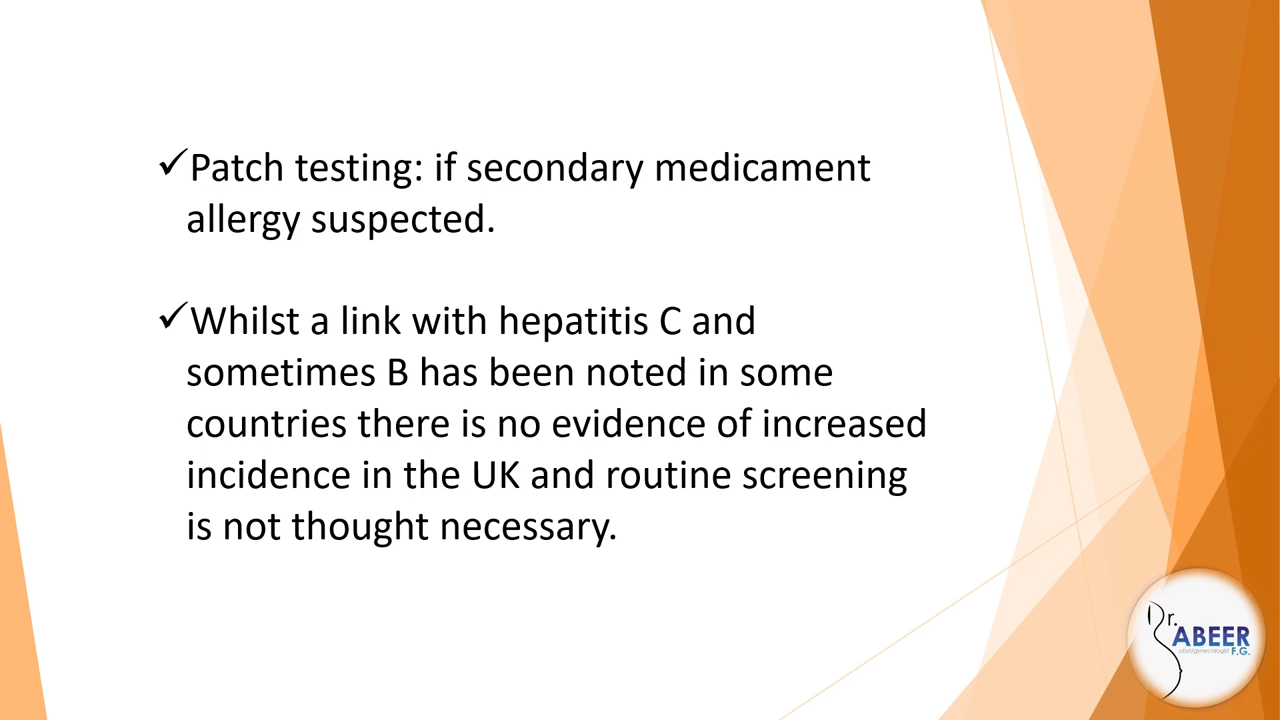 ✓Patch testing: if secondary medicament
allergy suspected.
✓Whilst a link with hepatitis C and
sometimes B has been noted in some
countries there is no evidence of increased
incidence in the UK and routine screening
is not thought necessary.
Dr.
ABEER
obst/gynecologist F.G.